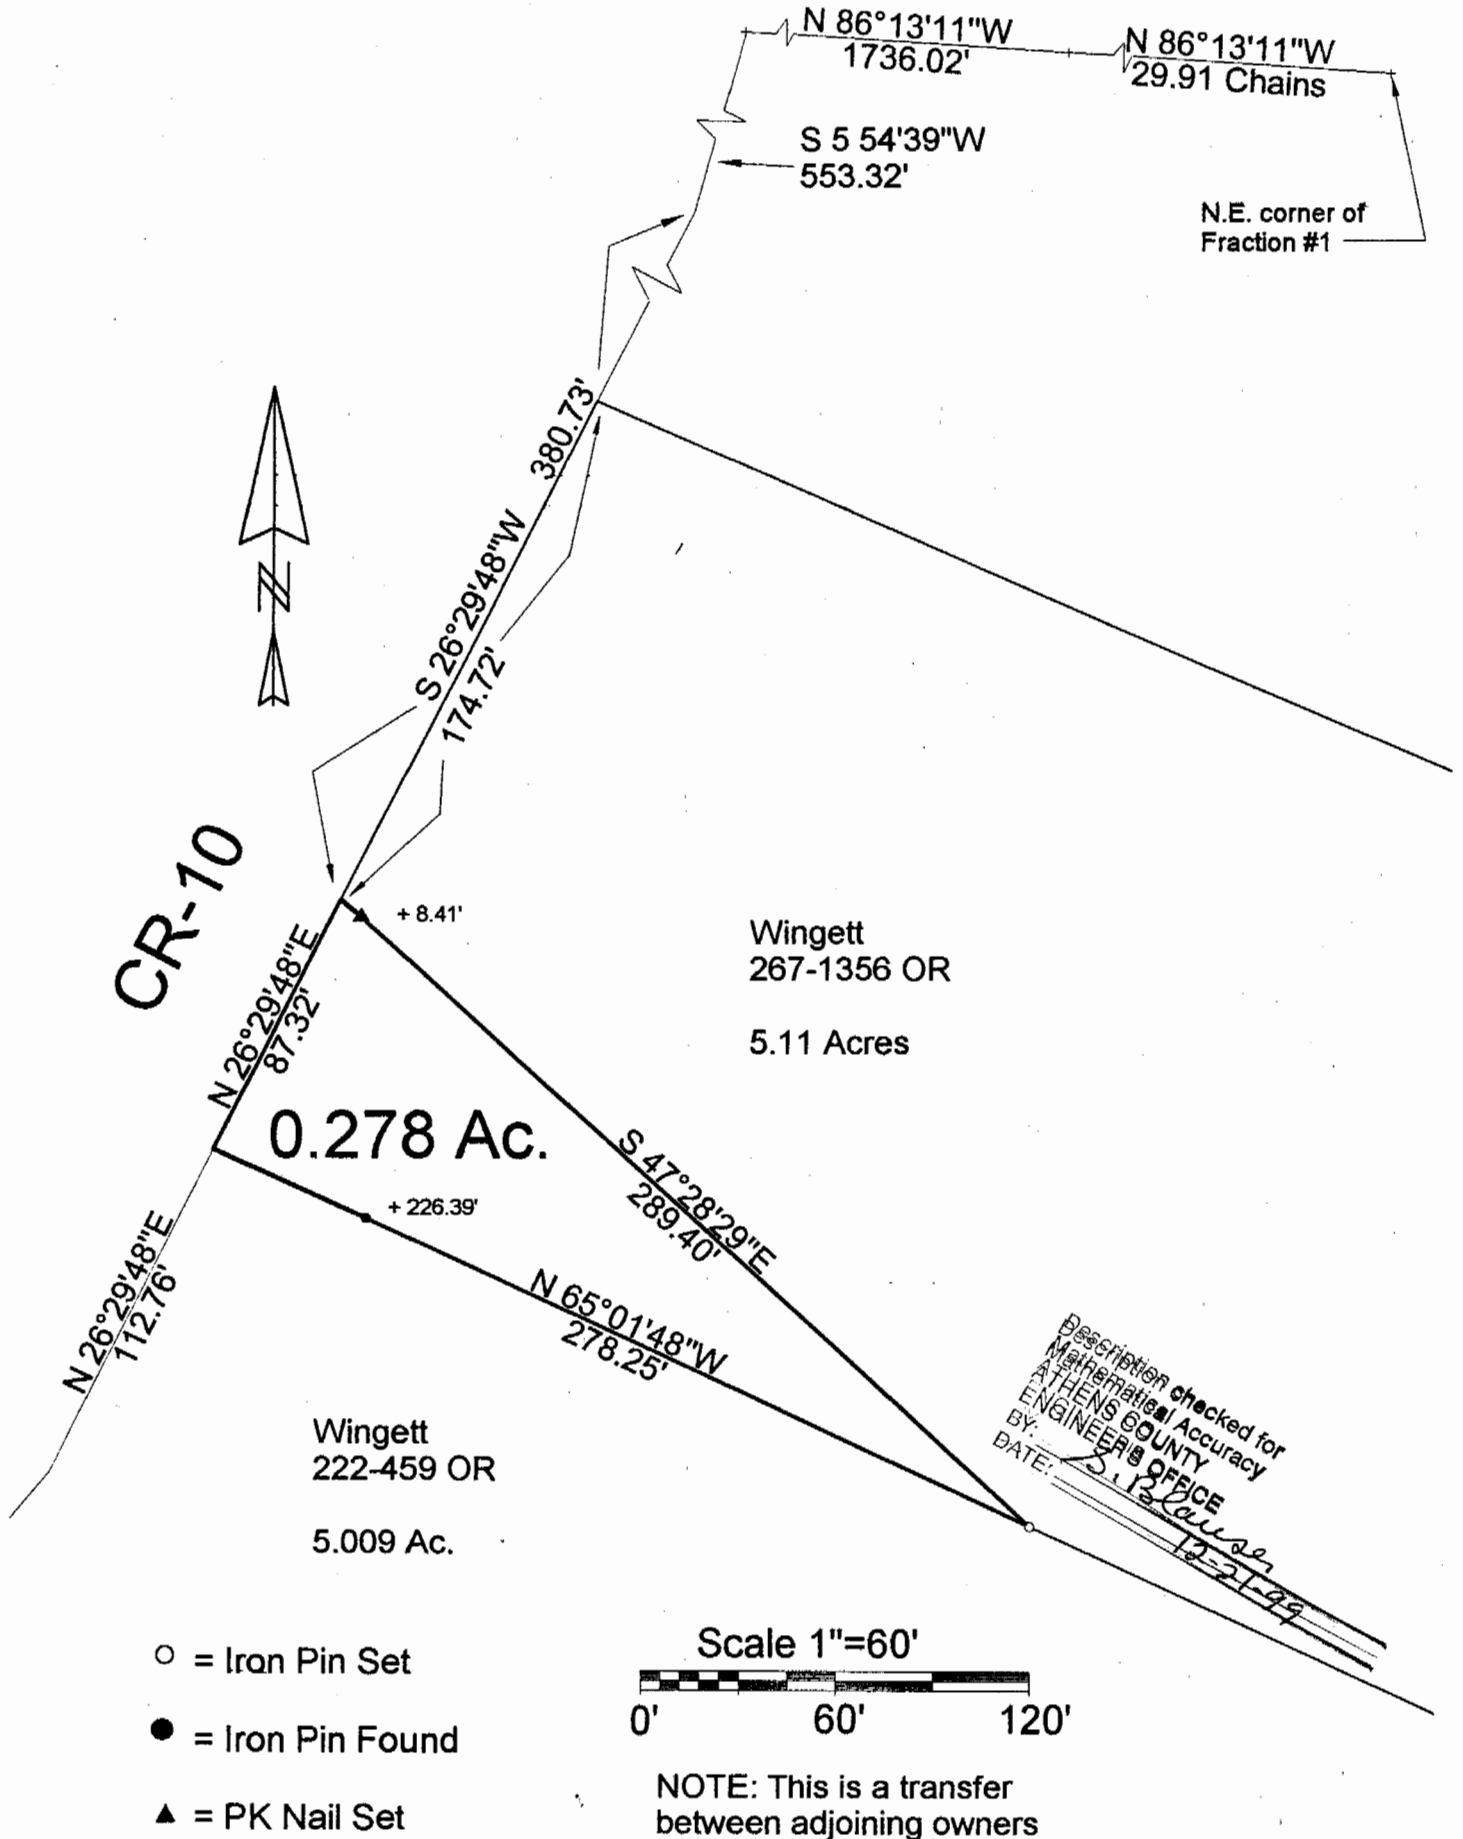 N 86°13'11"W
1736.02'
N 86°13'11"W
29.91 Chains
S 5 54'39"W
553.32'
N.E. corner of
Fraction #1
380.73'
S 26°29'48"W
174.72'
N
CR-10
+ 8.41'
Wingett
267-1356 OR
5.11 Acres
N 26°29'48"E
87.32'
0.278 Ac.
S 47°28'29"E
289.40'
+ 226.39'
N 65°01'48"W
278.25'
N 26°29'48"E
112.76'
Wingett
222-459 OR
5.009 Ac.
Description checked for
Mathematical Accuracy
ATHENS COUNTY
ENGINEER'S OFFICE
BY: S. Blauser
DATE: 12-21-99
○ = Iron Pin Set
● = Iron Pin Found
▲ = PK Nail Set
Scale 1"=60'
0' 60' 120'
NOTE: This is a transfer
between adjoining owners